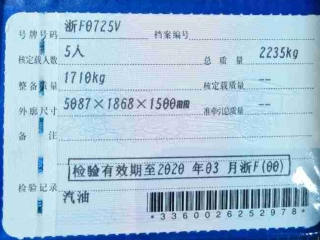 号牌号码 浙F0725V 档案编号
核定载人数 5人 总质量 2235kg
整备质量 1710kg 核定载质量 --
外廓尺寸 5087×1868×1500mm 准牵引总质量 --
备注
检验有效期至2020 年03 月浙F(00)
检验记录
汽油
*3360026252978*